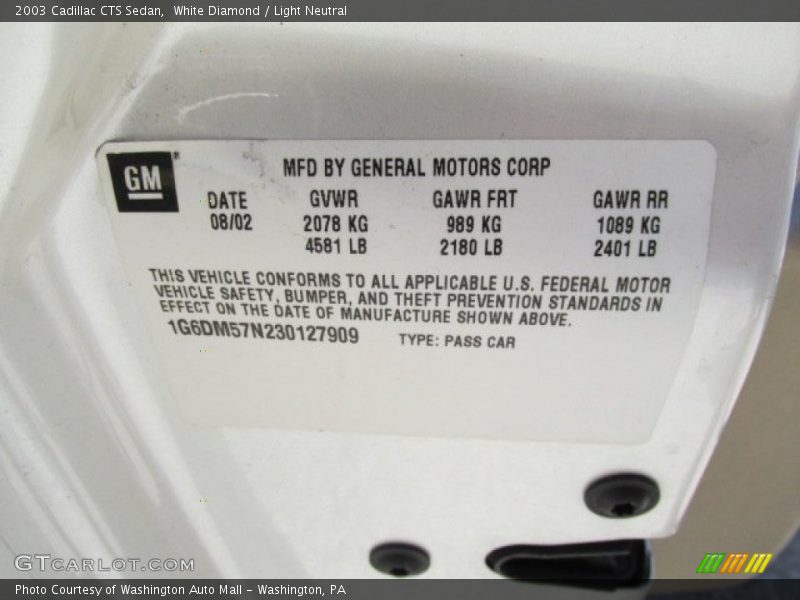 2003 Cadillac CTS Sedan, White Diamond / Light Neutral
GM
MFD BY GENERAL MOTORS CORP
DATE GVWR GAWR FRT GAWR RR
08/02 2078 KG 989 KG 1089 KG
4581 LB 2180 LB 2401 LB
THIS VEHICLE CONFORMS TO ALL APPLICABLE U.S. FEDERAL MOTOR
VEHICLE SAFETY, BUMPER, AND THEFT PREVENTION STANDARDS IN
EFFECT ON THE DATE OF MANUFACTURE SHOWN ABOVE.
1G6DM57N230127909 TYPE: PASS CAR
GTCARLOT.COM
Photo Courtesy of Washington Auto Mall - Washington, PA